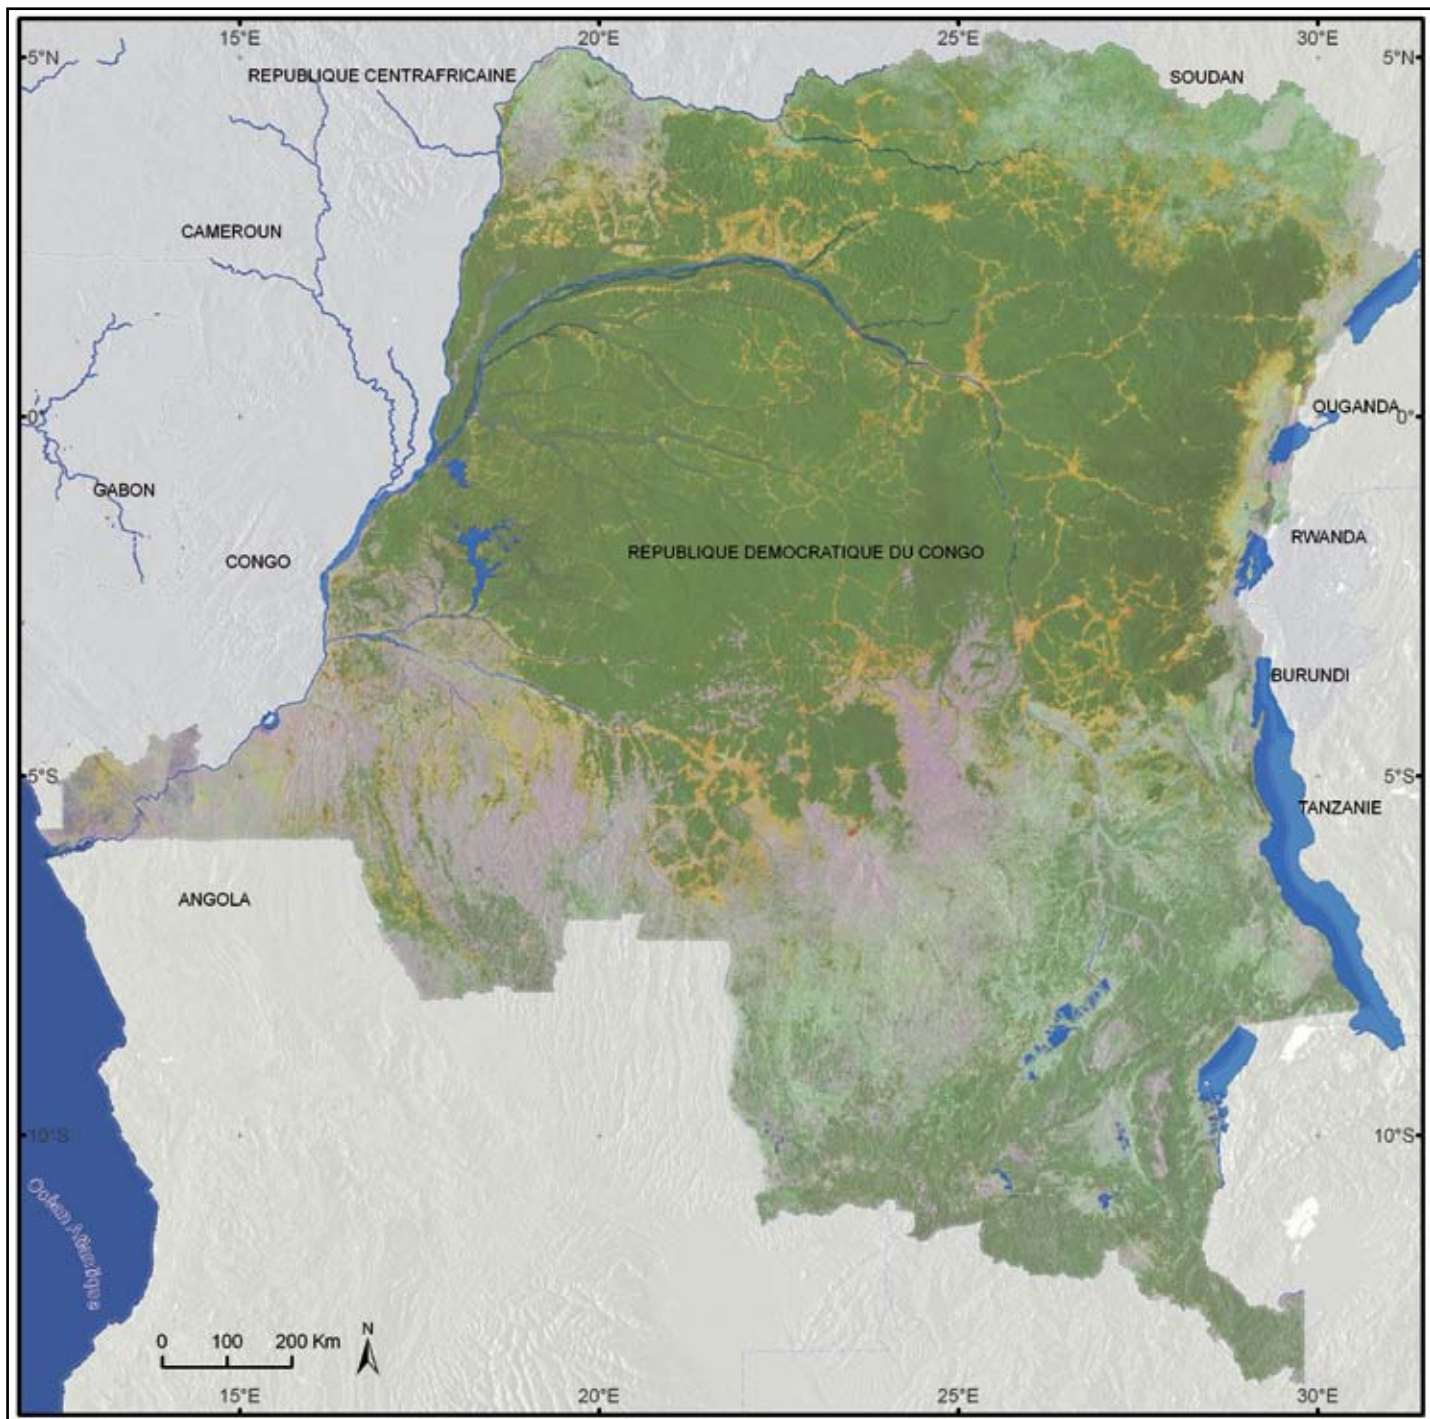 15°E 20°E 25°E 30°E
5°N 5°N
REPUBLIQUE CENTRAFRICAINE
SOUDAN
CAMEROUN
OUGANDA
0° 0°
GABON
RWANDA
CONGO
REPUBLIQUE DEMOCRATIQUE DU CONGO
BURUNDI
5°S 5°S
TANZANIE
ANGOLA
10°S 10°S
Océan Atlantique
0 100 200 Km
N
15°E 20°E 25°E 30°E